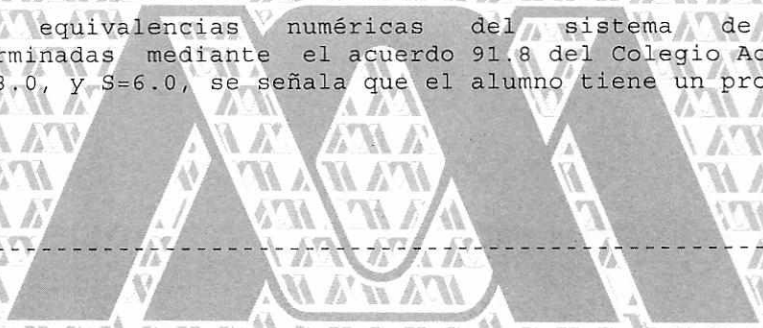 equivalencias numéricas del sistema de
rminadas mediante el acuerdo 91.8 del Colegio Ac
8.0, y S=6.0, se señala que el alumno tiene un pro